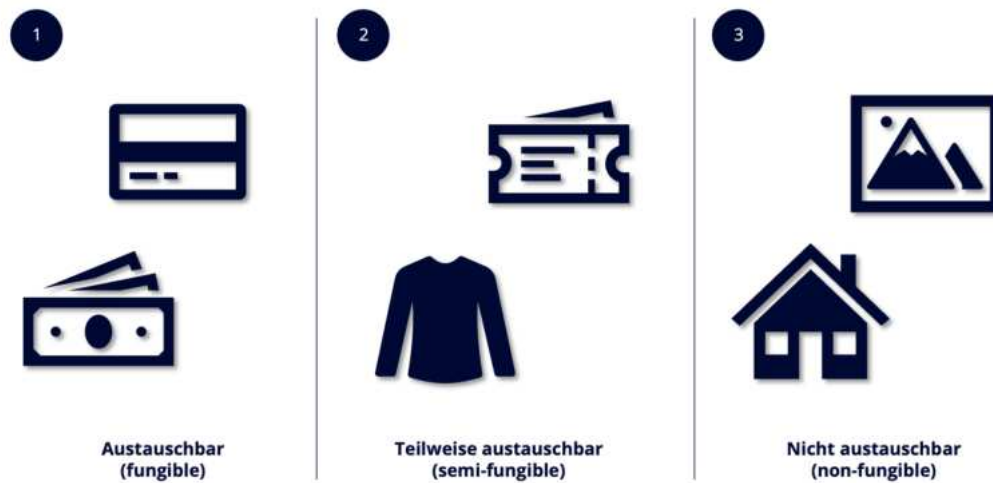 1
2
3
Austauschbar
(fungible)
Teilweise austauschbar
(semi-fungible)
Nicht austauschbar
(non-fungible)